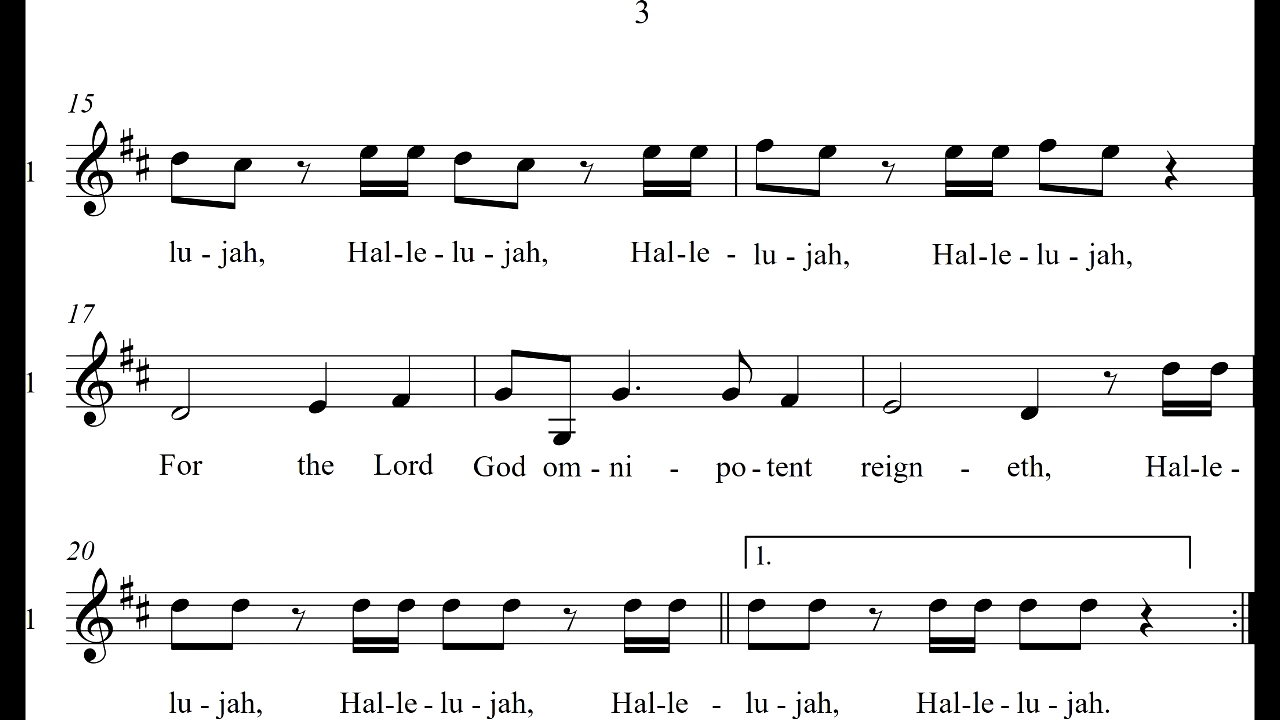 3
15
1
lu - jah, Hal-le - lu - jah, Hal-le - lu - jah, Hal-le - lu - jah,
17
1
For the Lord God om - ni - po - tent reign - eth, Hal-le -
20
1.
1
lu - jah, Hal-le - lu - jah, Hal-le - lu - jah, Hal-le - lu - jah.